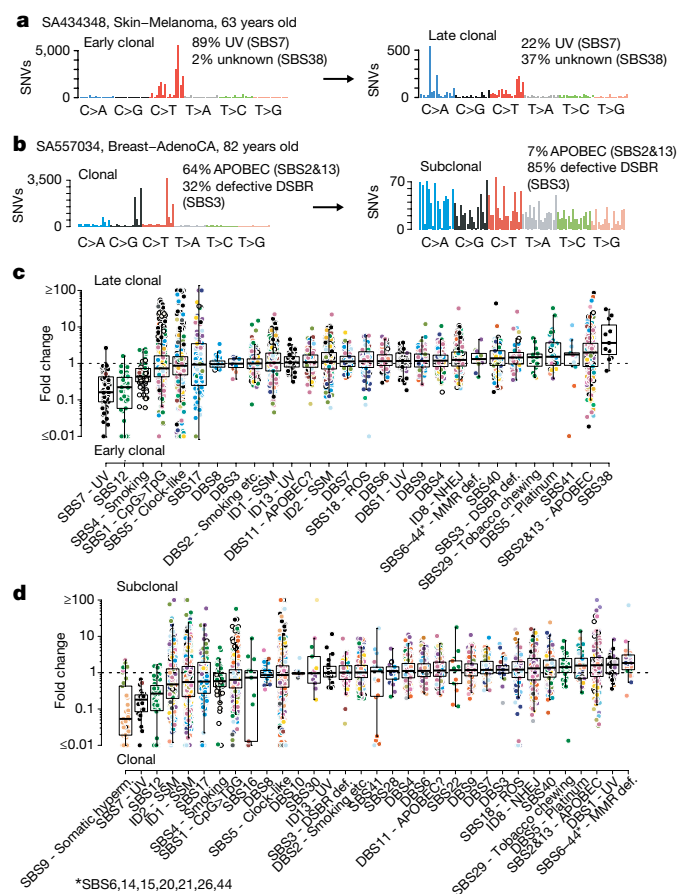 a SA434348, Skin–Melanoma, 63 years old
Early clonal
89% UV (SBS7)
2% unknown (SBS38)
5,000
0
SNVs
C>A C>G C>T T>A T>C T>G
Late clonal
22% UV (SBS7)
37% unknown (SBS38)
500
0
SNVs
C>A C>G C>T T>A T>C T>G
b SA557034, Breast–AdenoCA, 82 years old
Clonal
64% APOBEC (SBS2&13)
32% defective DSBR
(SBS3)
3,500
0
SNVs
C>A C>G C>T T>A T>C T>G
Subclonal
7% APOBEC (SBS2&13)
85% defective DSBR
(SBS3)
70
0
SNVs
C>A C>G C>T T>A T>C T>G
c
Late clonal
≥100
10
1
0.1
≤0.01
Fold change
Early clonal
SBS7 - UV
SBS12
SBS4 - Smoking
SBS1 - CpG>TpG
SBS5 - Clock-like
SBS17
DBS8
DBS3
DBS2 - Smoking etc.
ID1 - SSM
ID13 - UV
DBS11 - APOBEC?
ID2 - SSM
DBS7
SBS18 - ROS
DBS6
DBS1 - UV
DBS9
DBS4
ID8 - NHEJ
SBS6–44* - MMR def.
SBS40
SBS3 - DSBR def.
SBS29 - Tobacco chewing
DBS5 - Platinum
SBS41
SBS2&13 - APOBEC
SBS38
d
Subclonal
≥100
10
1
0.1
≤0.01
Fold change
Clonal
SBS9 - Somatic hyperm.
SBS7 - UV
SBS12
ID2 - SSM
ID1 - SSM
SBS17
SBS4 - Smoking
SBS1 - CpG>TpG
SBS16
DBS8
SBS5 - Clock-like
DBS10
SBS30
ID13 - UV
SBS3 - DSBR def.
DBS2 - Smoking etc.
SBS41
SBS28
DBS4
DBS6
DBS11 - APOBEC?
SBS22
DBS9
DBS7
DBS3
SBS18 - ROS
ID8 - NHEJ
SBS40
SBS29 - Tobacco chewing
DBS5 - Platinum
SBS2&13 - APOBEC
DBS1 - UV
SBS6–44* - MMR def.
*SBS6,14,15,20,21,26,44